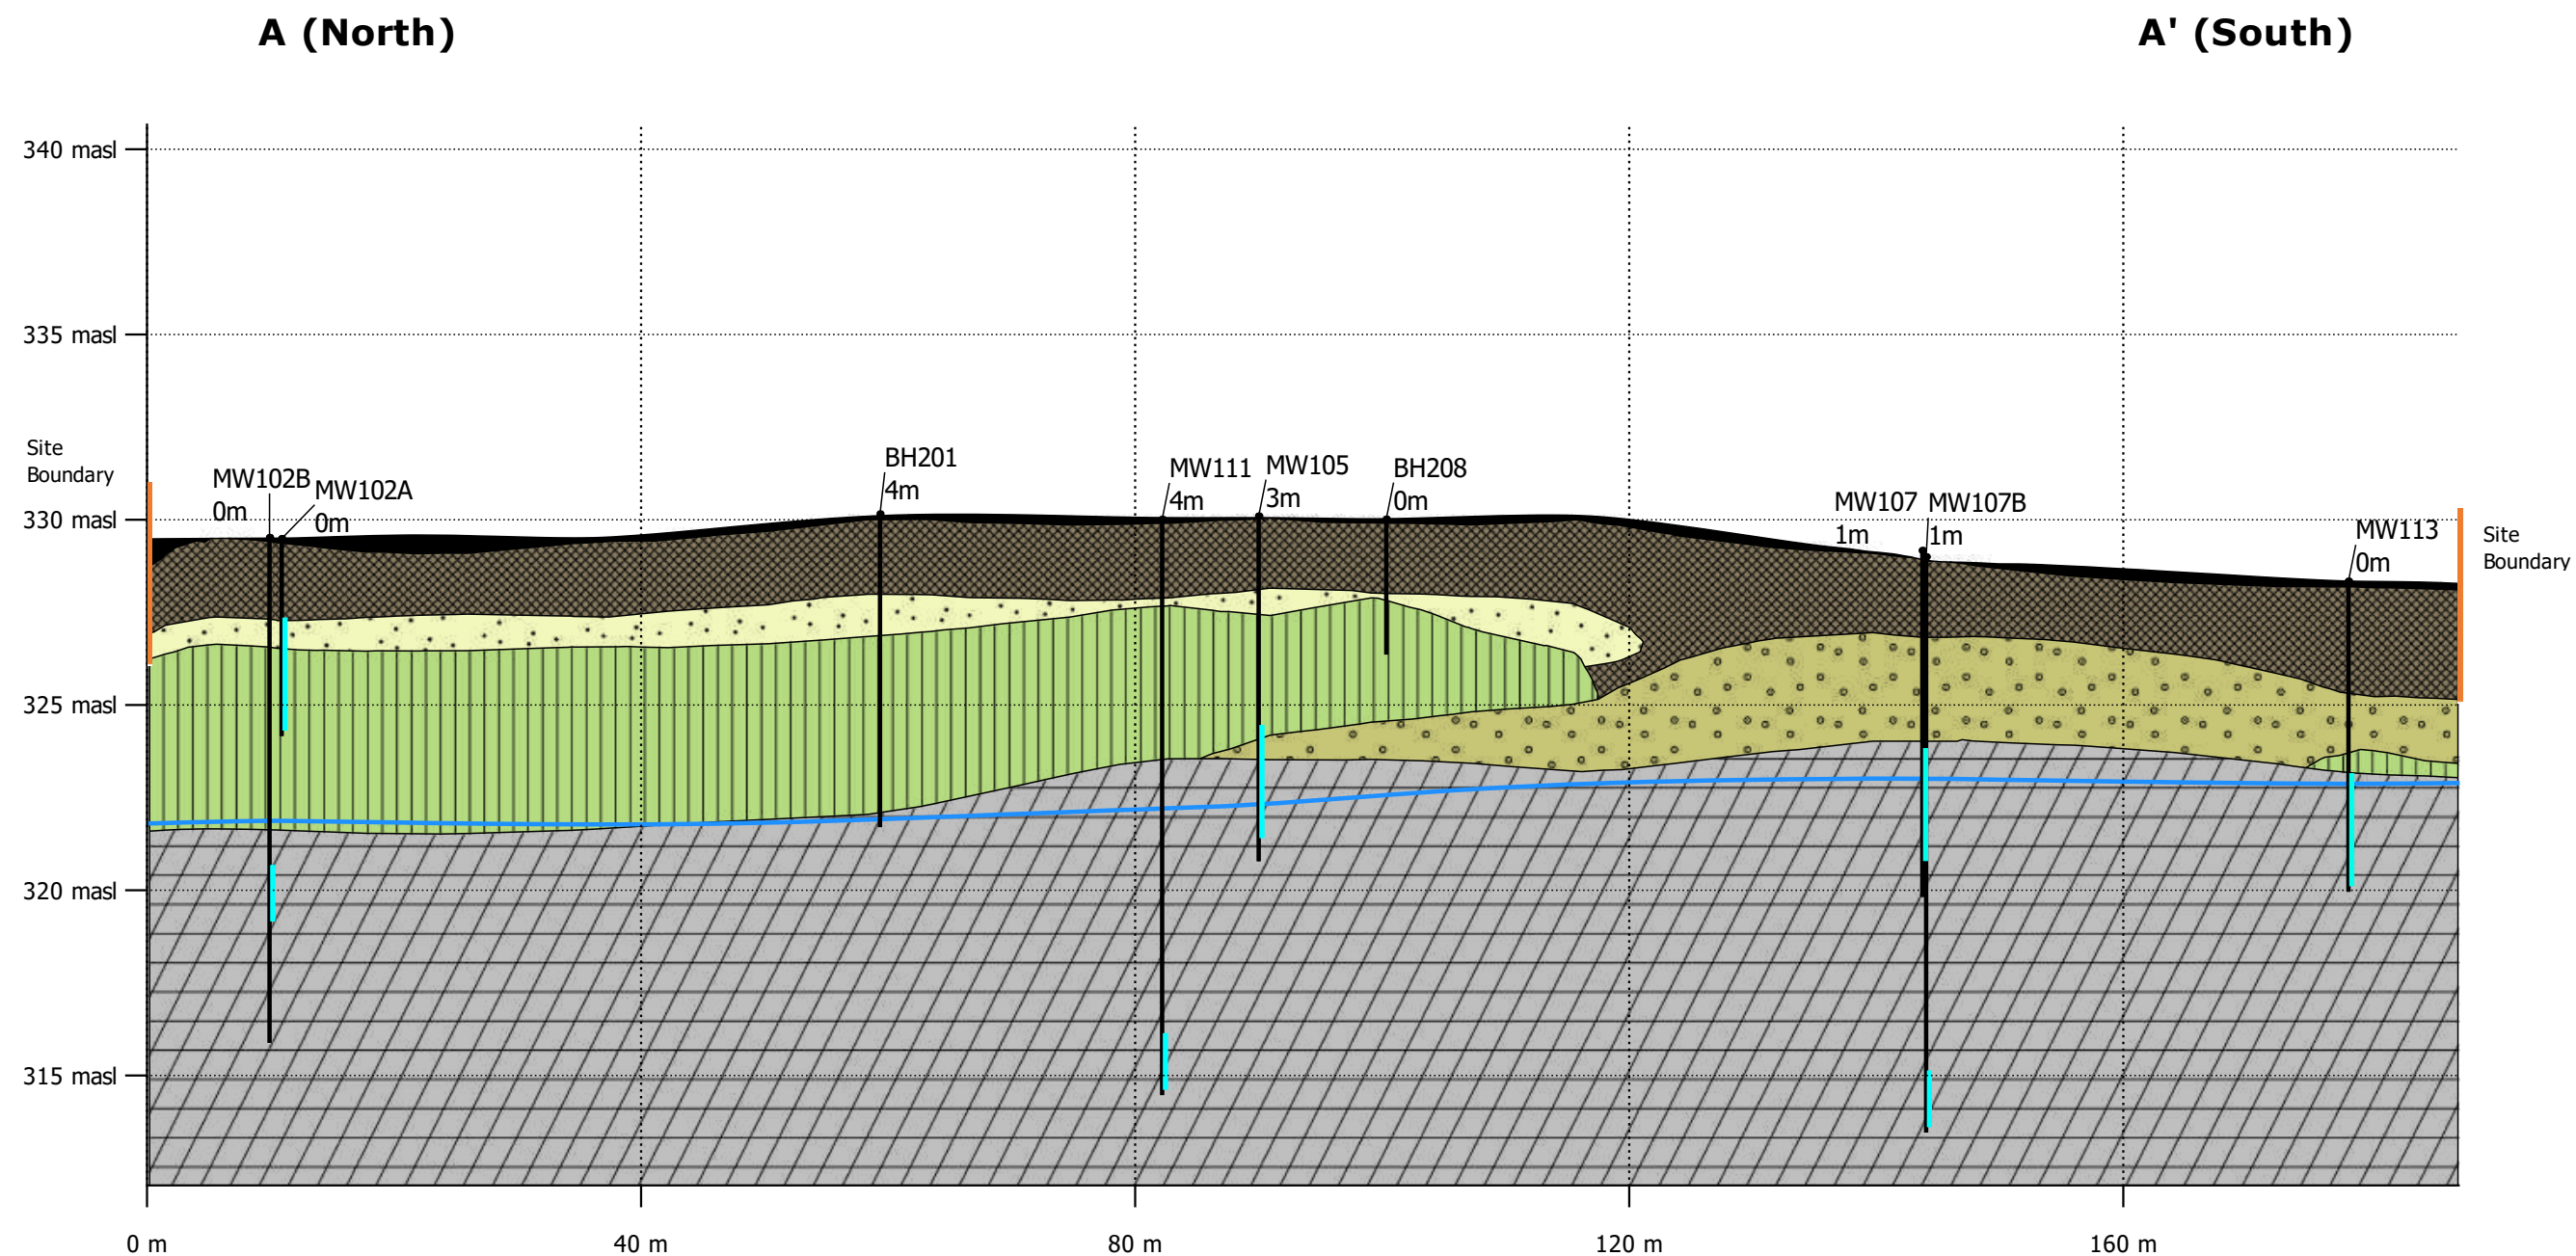 A (North)
A' (South)
340 masl
335 masl
330 masl
325 masl
320 masl
315 masl
Site
Boundary
MW102B
0m
MW102A
0m
BH201
4m
MW111
4m
MW105
3m
BH208
0m
MW107
1m
MW107B
1m
MW113
0m
Site
Boundary
0 m
40 m
80 m
120 m
160 m